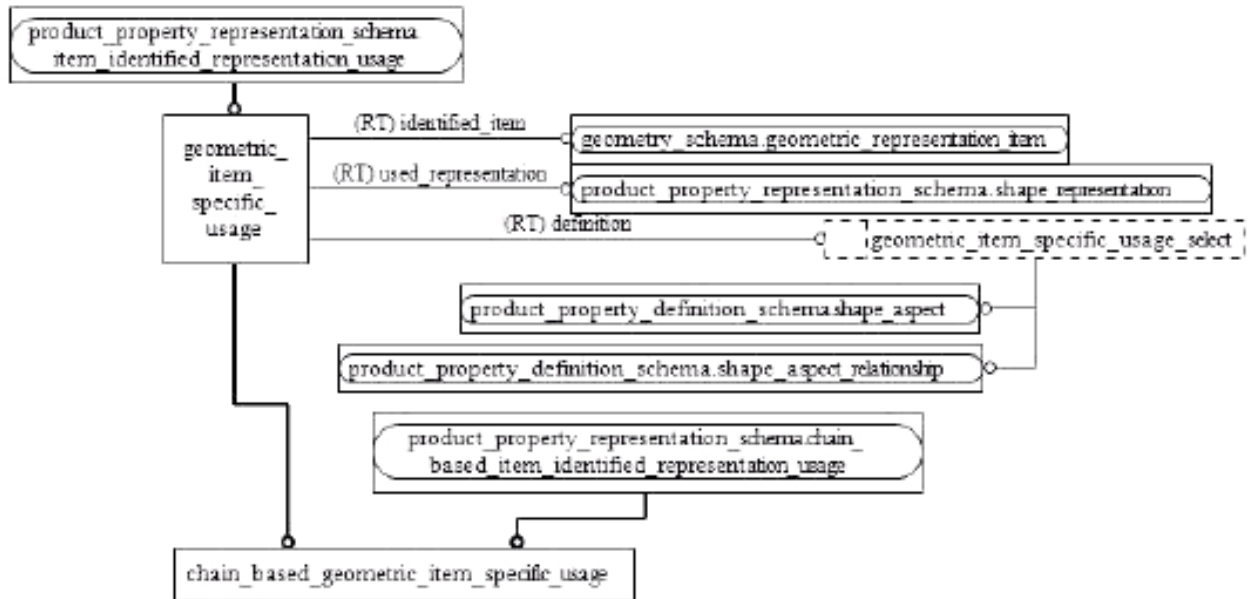 product_property_representation_schema.
item_identified_representation_usage
geometric_
item_
specific_
usage
(RT) identified_item
geometry_schema.geometric_representation_item
(RT) used_representation
product_property_representation_schema.shape_representation
(RT) definition
geometric_item_specific_usage_select
product_property_definition_schema.shape_aspect
product_property_definition_schema.shape_aspect_relationship
product_property_representation_schema.chain_
based_item_identified_representation_usage
chain_based_geometric_item_specific_usage